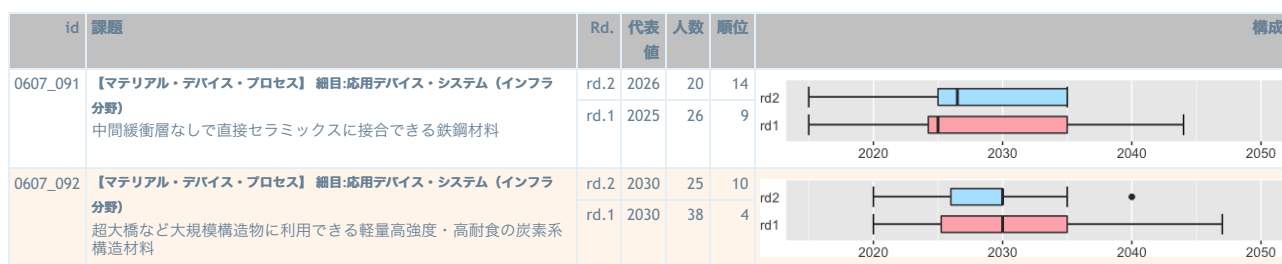 id 課題 Rd. 代表値 人数 順位 構成
0607_091 【マテリアル・デバイス・プロセス】 細目:応用デバイス・システム（インフラ分野）
中間緩衝層なしで直接セラミックスに接合できる鉄鋼材料
rd.2 2026 20 14
rd.1 2025 26 9
rd2
rd1
2020 2030 2040 2050
0607_092 【マテリアル・デバイス・プロセス】 細目:応用デバイス・システム（インフラ分野）
超大橋など大規模構造物に利用できる軽量高強度・高耐食の炭素系
構造材料
rd.2 2030 25 10
rd.1 2030 38 4
rd2
rd1
2020 2030 2040 2050